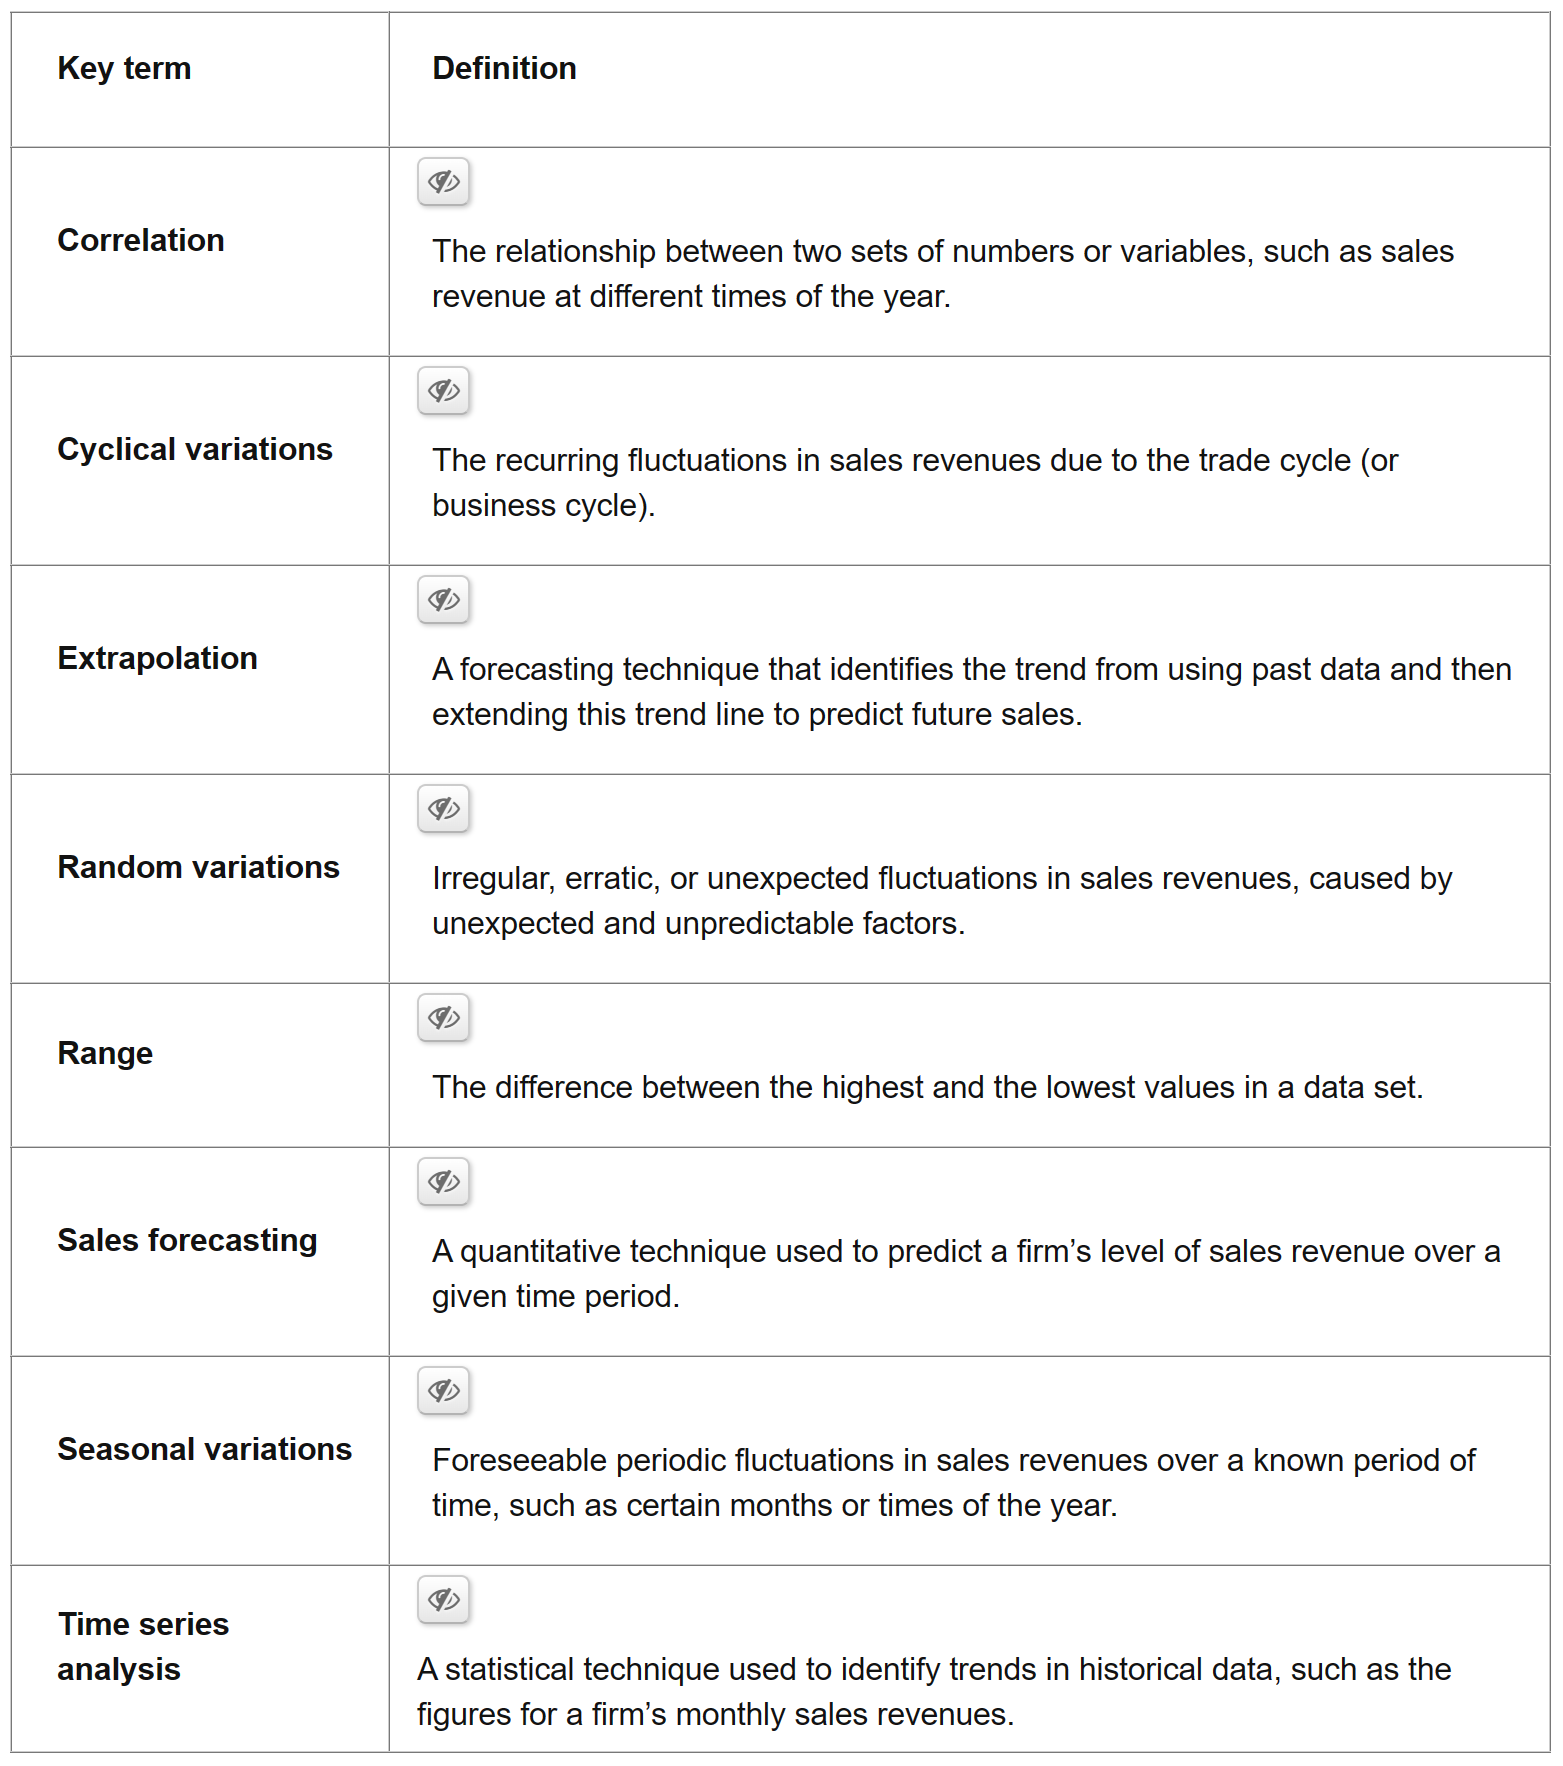 Key term
Definition
Correlation
The relationship between two sets of numbers or variables, such as sales
revenue at different times of the year.
Cyclical variations
The recurring fluctuations in sales revenues due to the trade cycle (or
business cycle).
Extrapolation
A forecasting technique that identifies the trend from using past data and then
extending this trend line to predict future sales.
Random variations
Irregular, erratic, or unexpected fluctuations in sales revenues, caused by
unexpected and unpredictable factors.
Range
The difference between the highest and the lowest values in a data set.
Sales forecasting
A quantitative technique used to predict a firm’s level of sales revenue over a
given time period.
Seasonal variations
Foreseeable periodic fluctuations in sales revenues over a known period of
time, such as certain months or times of the year.
Time series
analysis
A statistical technique used to identify trends in historical data, such as the
figures for a firm’s monthly sales revenues.